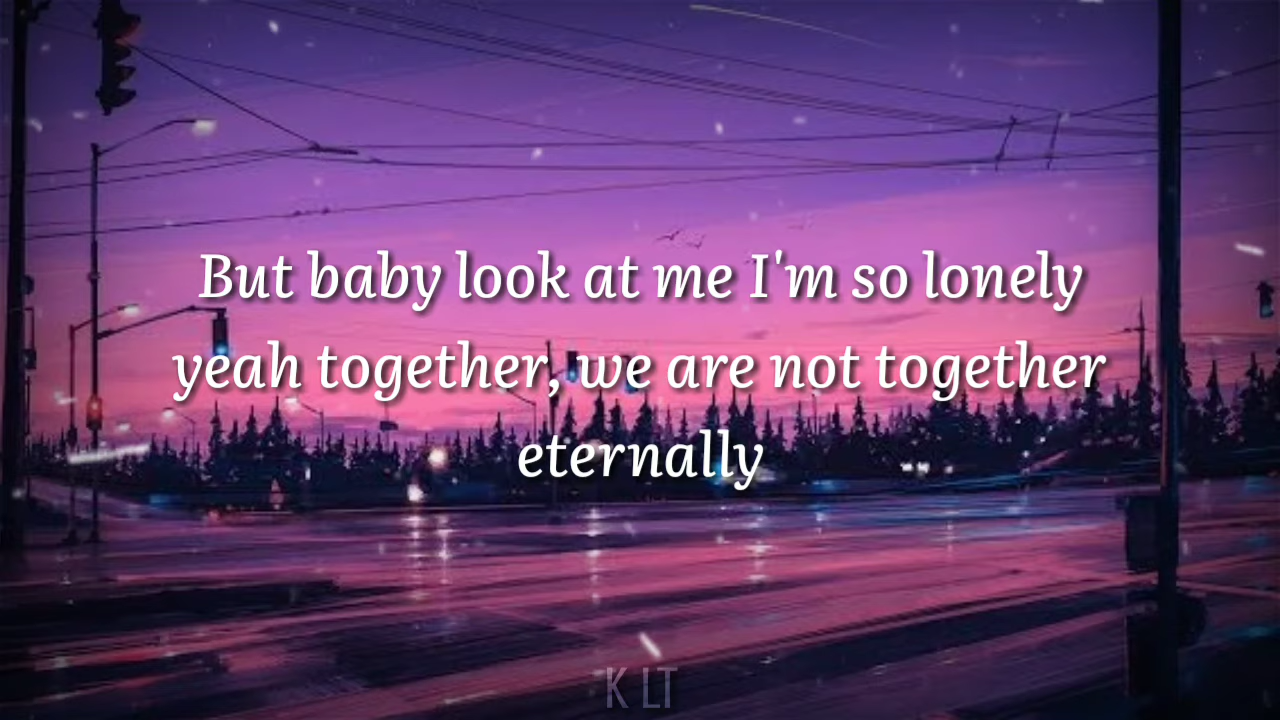 But baby look at me I'm so lonely
yeah together, we are not together
eternally
K LT